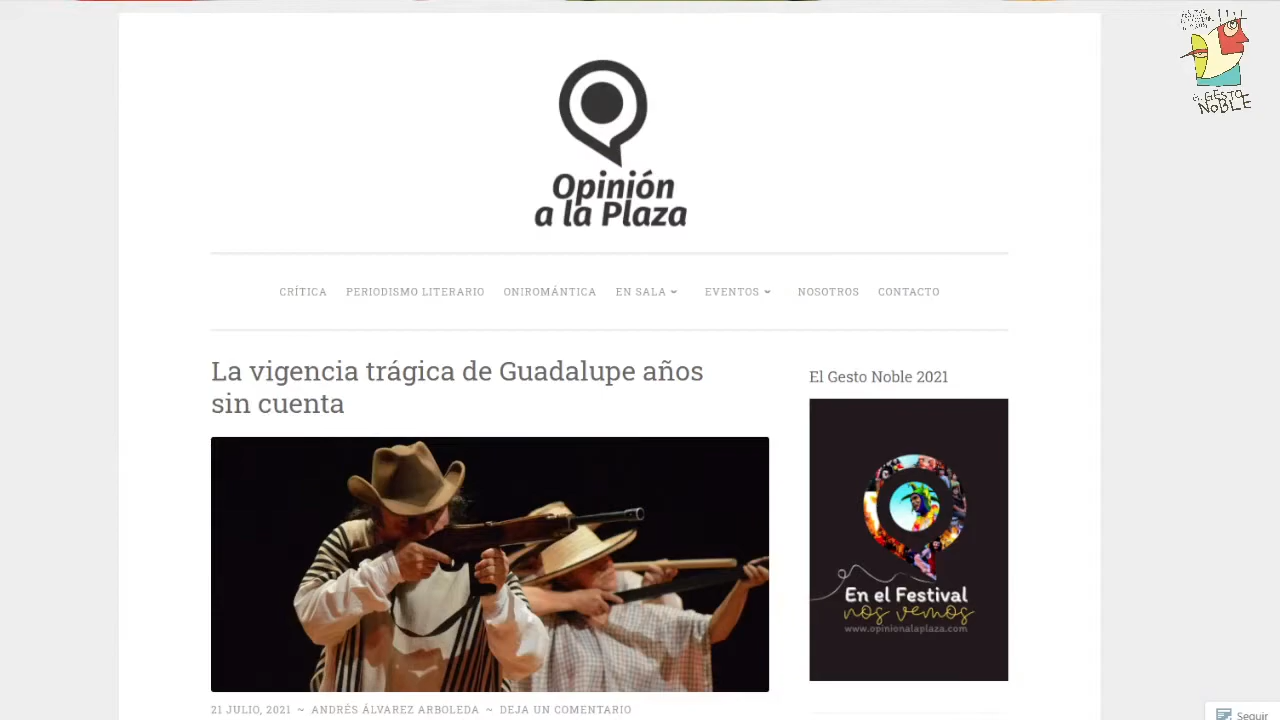 EL GESTO
NOBLE
Opinión
a la Plaza
CRÍTICA PERIODISMO LITERARIO ONIROMÁNTICA EN SALA EVENTOS NOSOTROS CONTACTO
La vigencia trágica de Guadalupe años
sin cuenta
21 JULIO, 2021 ~ ANDRÉS ÁLVAREZ ARBOLEDA ~ DEJA UN COMENTARIO
El Gesto Noble 2021
En el Festival
nos vemos
www.opinionalaplaza.com
Seguir